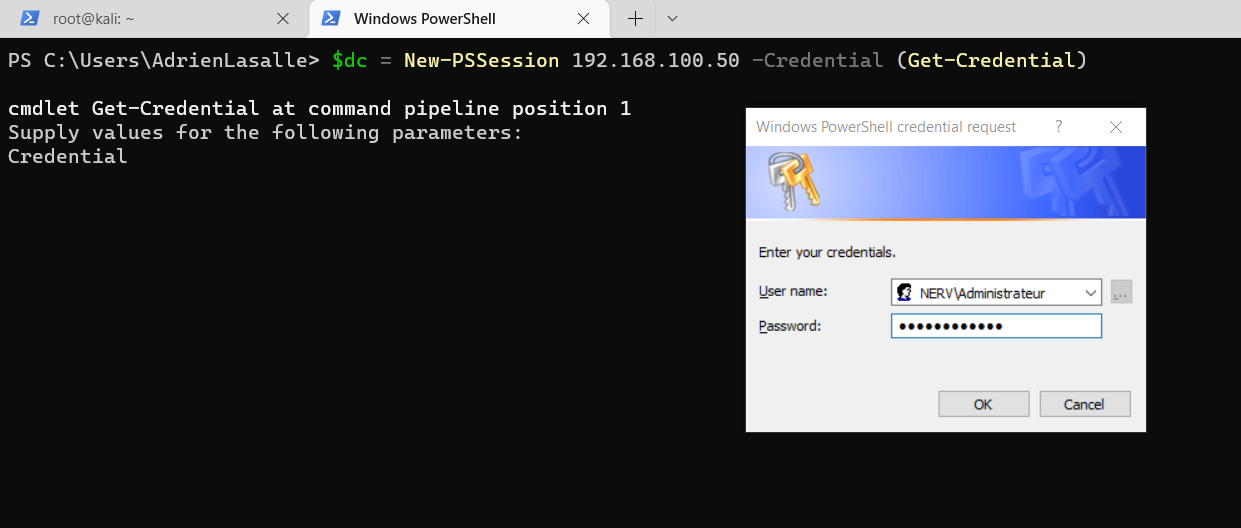 root@kali: ~
Windows PowerShell
PS C:\Users\AdrienLasalle> $dc = New-PSSession 192.168.100.50 -Credential (Get-Credential)
cmdlet Get-Credential at command pipeline position 1
Supply values for the following parameters:
Credential
Windows PowerShell credential request
?
Enter your credentials.
User name:
NERV\Administrateur
...
Password:
●●●●●●●●●●●●
OK
Cancel